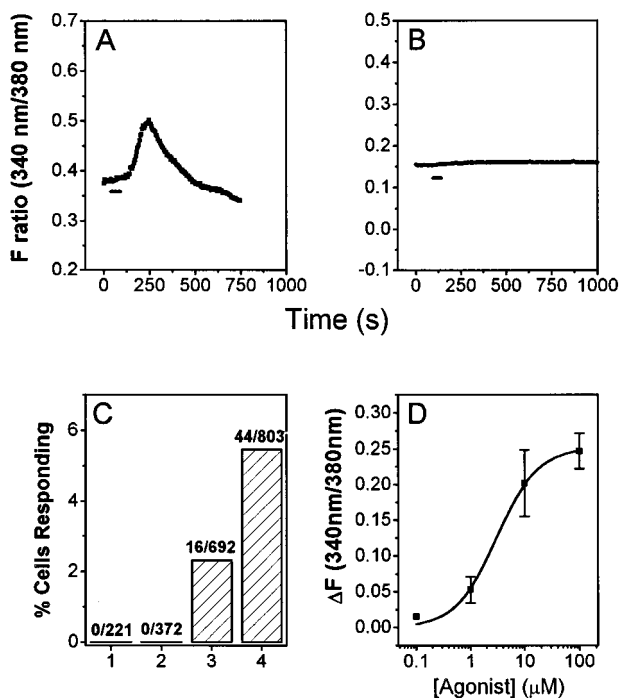 A
B
F ratio (340 nm/380 nm)
0.7
0.6
0.5
0.4
0.3
0.2
0 250 500 750 1000
0.5
0.4
0.3
0.2
0.1
0.0
-0.1
0 250 500 750 1000
Time (s)
C
D
% Cells Responding
6
4
2
0
0/221
0/372
16/692
44/803
1 2 3 4
ΔF (340nm/380nm)
0.30
0.25
0.20
0.15
0.10
0.05
0.00
0.1 1 10 100
[Agonist] (μM)